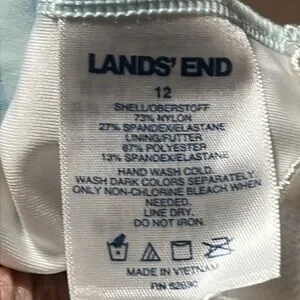 LANDS' END
12
SHELL/OBERSTOFF
73% NYLON
27% SPANDEX/ELASTANE
LINING/FUTTER
87% POLYESTER
13% SPANDEX/ELASTANE
HAND WASH COLD.
WASH DARK COLORS SEPARATELY.
ONLY NON-CHLORINE BLEACH WHEN
NEEDED.
LINE DRY.
DO NOT IRON.
MADE IN VIETNAM
RN